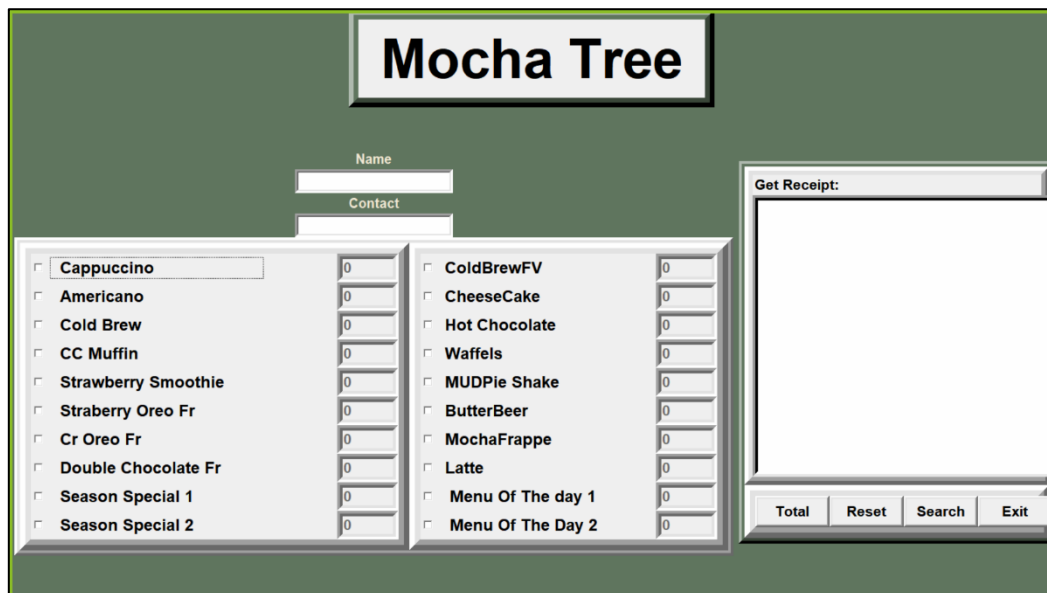 Mocha Tree
Name
Contact
Get Receipt:
Cappuccino 0
Americano 0
Cold Brew 0
CC Muffin 0
Strawberry Smoothie 0
Straberry Oreo Fr 0
Cr Oreo Fr 0
Double Chocolate Fr 0
Season Special 1 0
Season Special 2 0
ColdBrewFV 0
CheeseCake 0
Hot Chocolate 0
Waffels 0
MUDPie Shake 0
ButterBeer 0
MochaFrappe 0
Latte 0
Menu Of The day 1 0
Menu Of The Day 2 0
Total Reset Search Exit